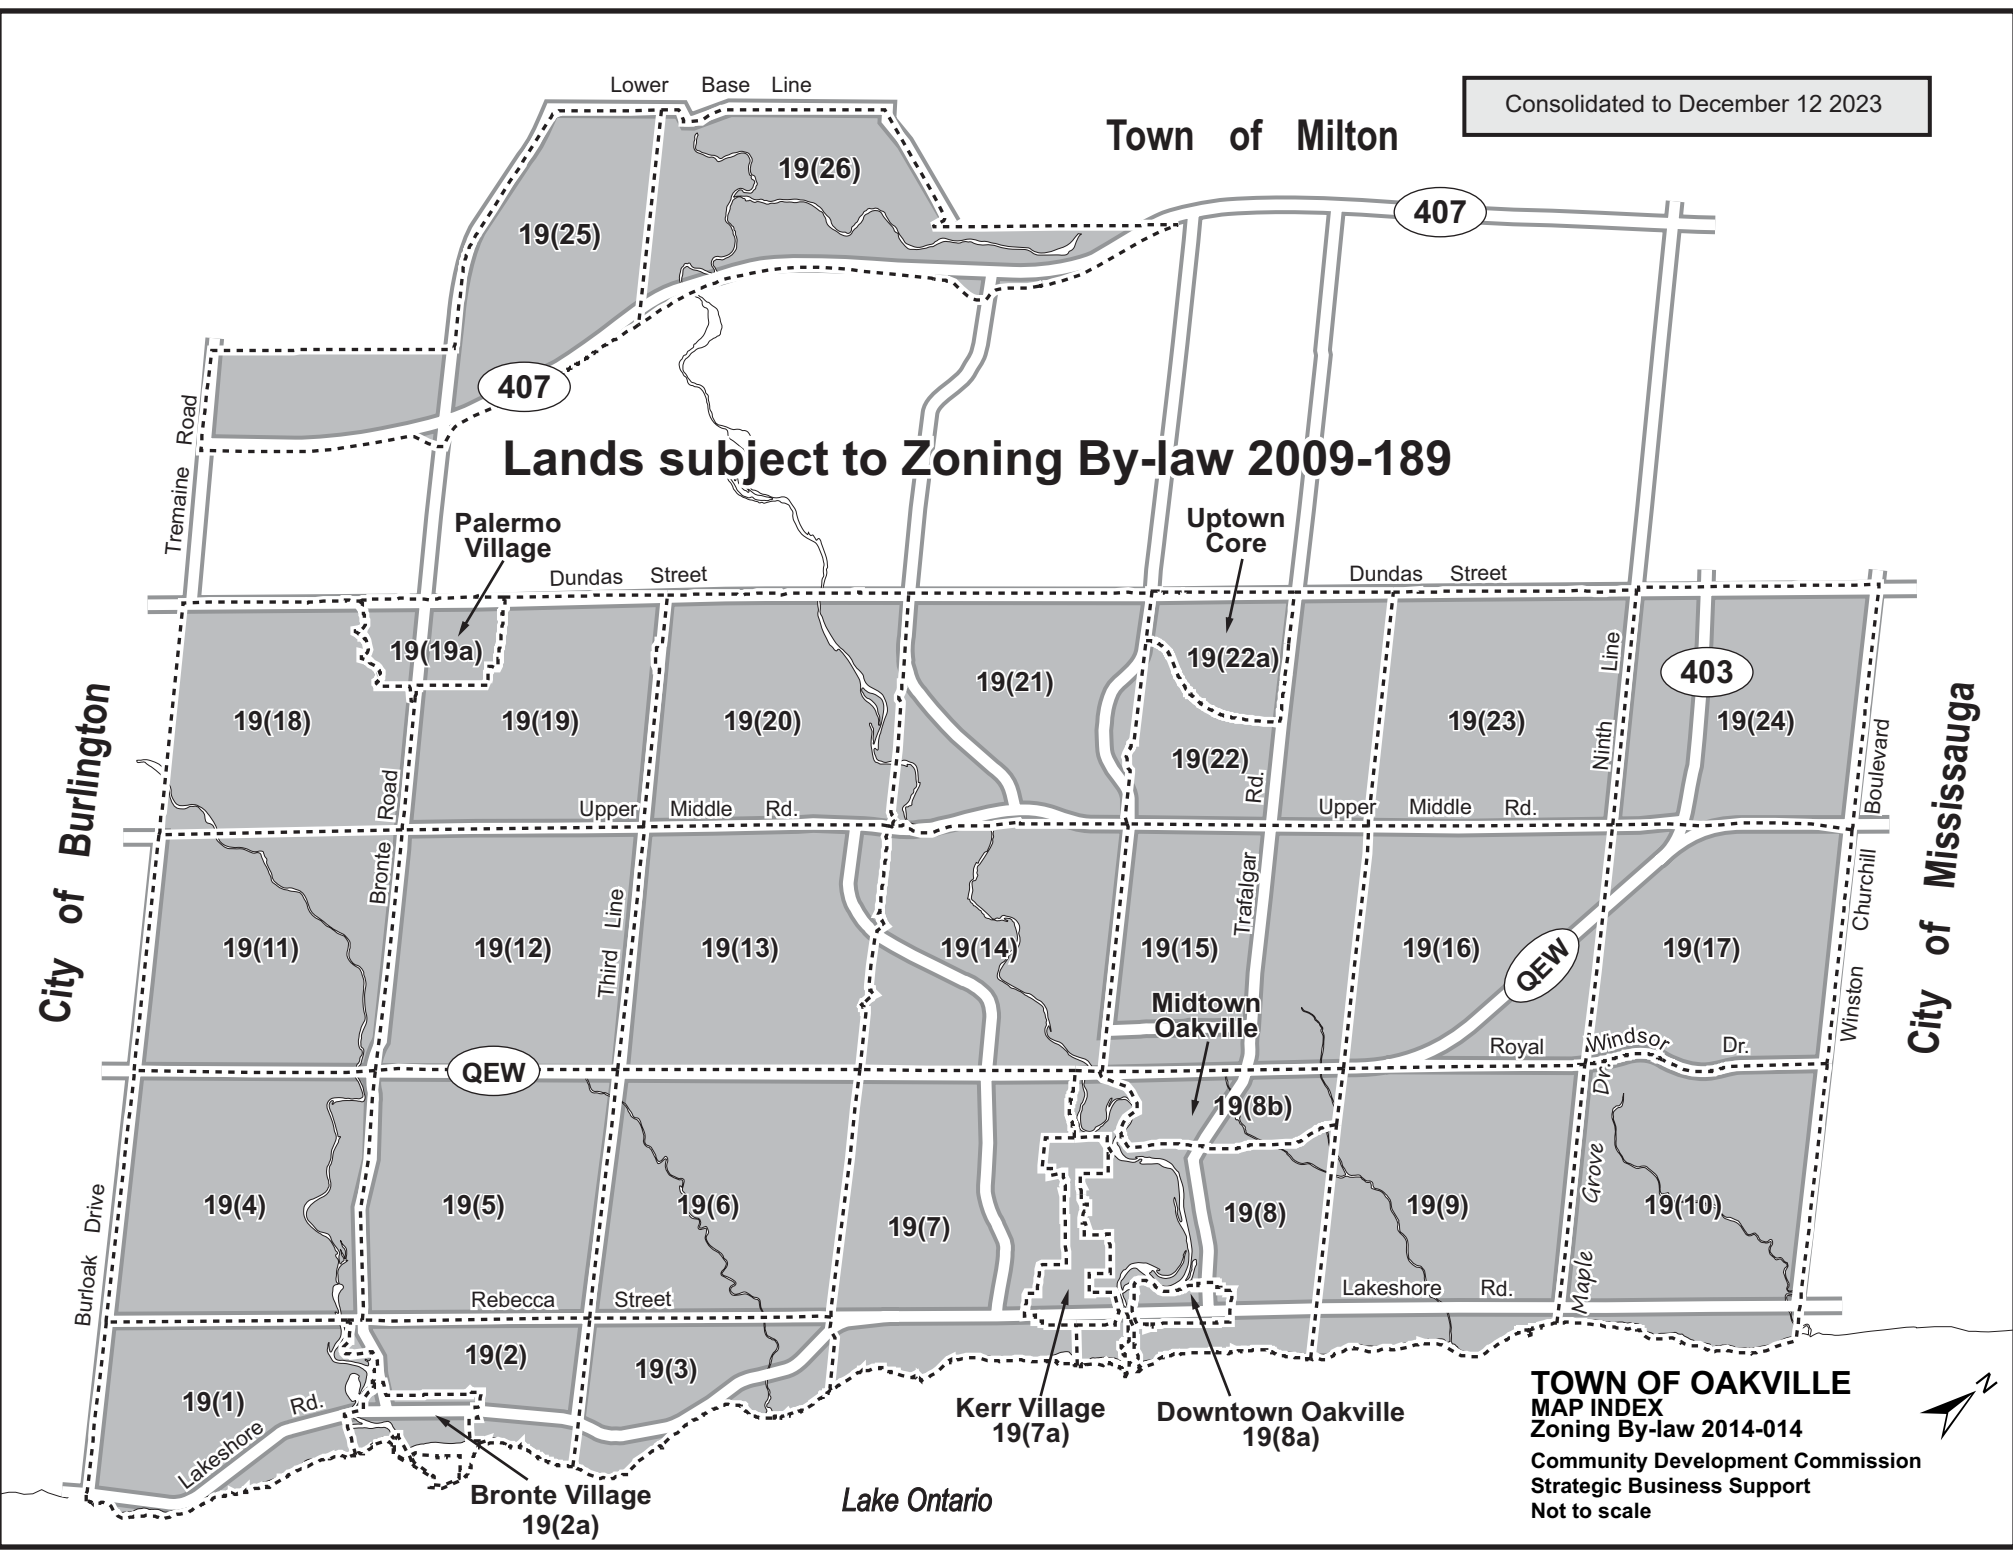 Lower Base Line
Consolidated to December 12 2023
Town of Milton
19(26)
407
19(25)
407
Tremaine Road
Lands subject to Zoning By-law 2009-189
Palermo
Village
Uptown
Core
Dundas Street
Dundas Street
19(19a)
19(22a)
19(21)
Ninth Line
403
19(18)
19(19)
19(20)
19(22)
19(23)
19(24)
City of Burlington
City of Mississauga
Bronte Road
Upper Middle Rd.
Upper Middle Rd.
Trafalgar Rd.
Winston Churchill Boulevard
19(11)
19(12)
Third Line
19(13)
19(14)
19(15)
19(16)
QEW
19(17)
Midtown
Oakville
Royal Windsor Dr.
QEW
19(8b)
Maple Grove Dr.
Burloak Drive
19(4)
19(5)
19(6)
19(7)
19(8)
19(9)
19(10)
Rebecca Street
Lakeshore Rd.
19(1)
19(2)
19(3)
Lakeshore Rd.
Kerr Village
19(7a)
Downtown Oakville
19(8a)
Bronte Village
19(2a)
Lake Ontario
TOWN OF OAKVILLE
MAP INDEX
Zoning By-law 2014-014
Community Development Commission
Strategic Business Support
Not to scale
N